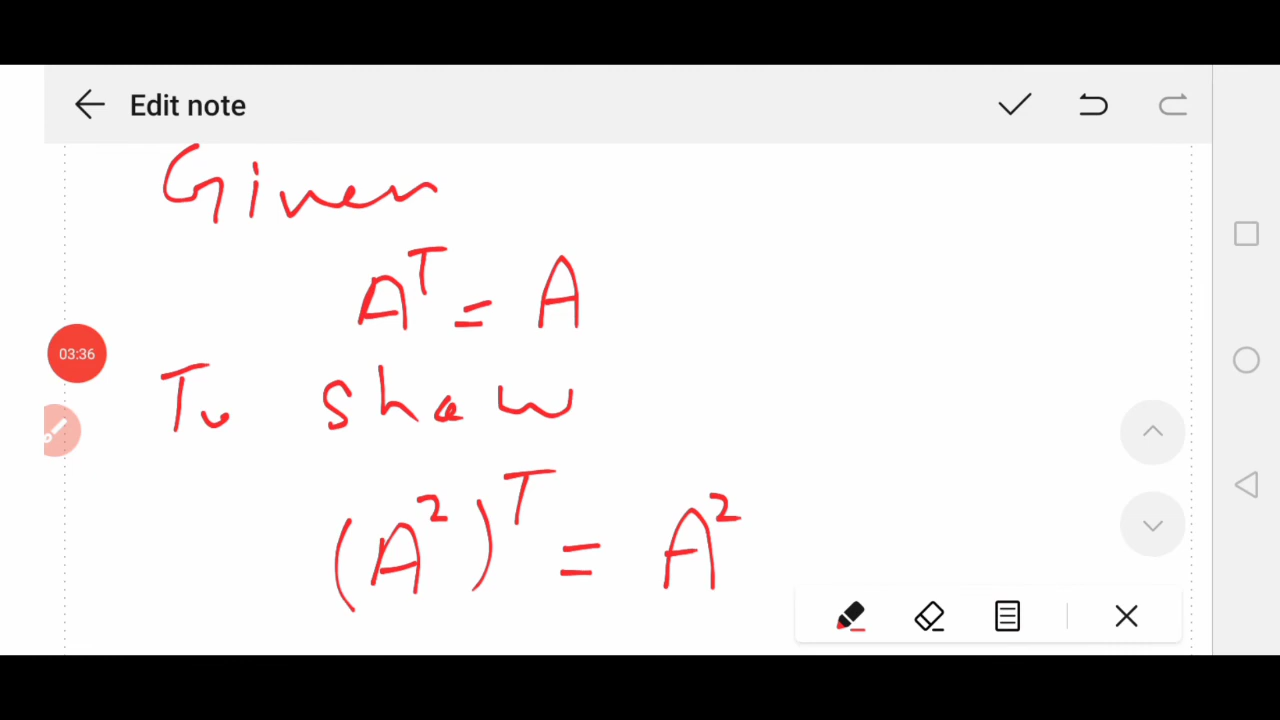 Edit note
Given
A^T = A
03:36
To show
(A^2)^T = A^2